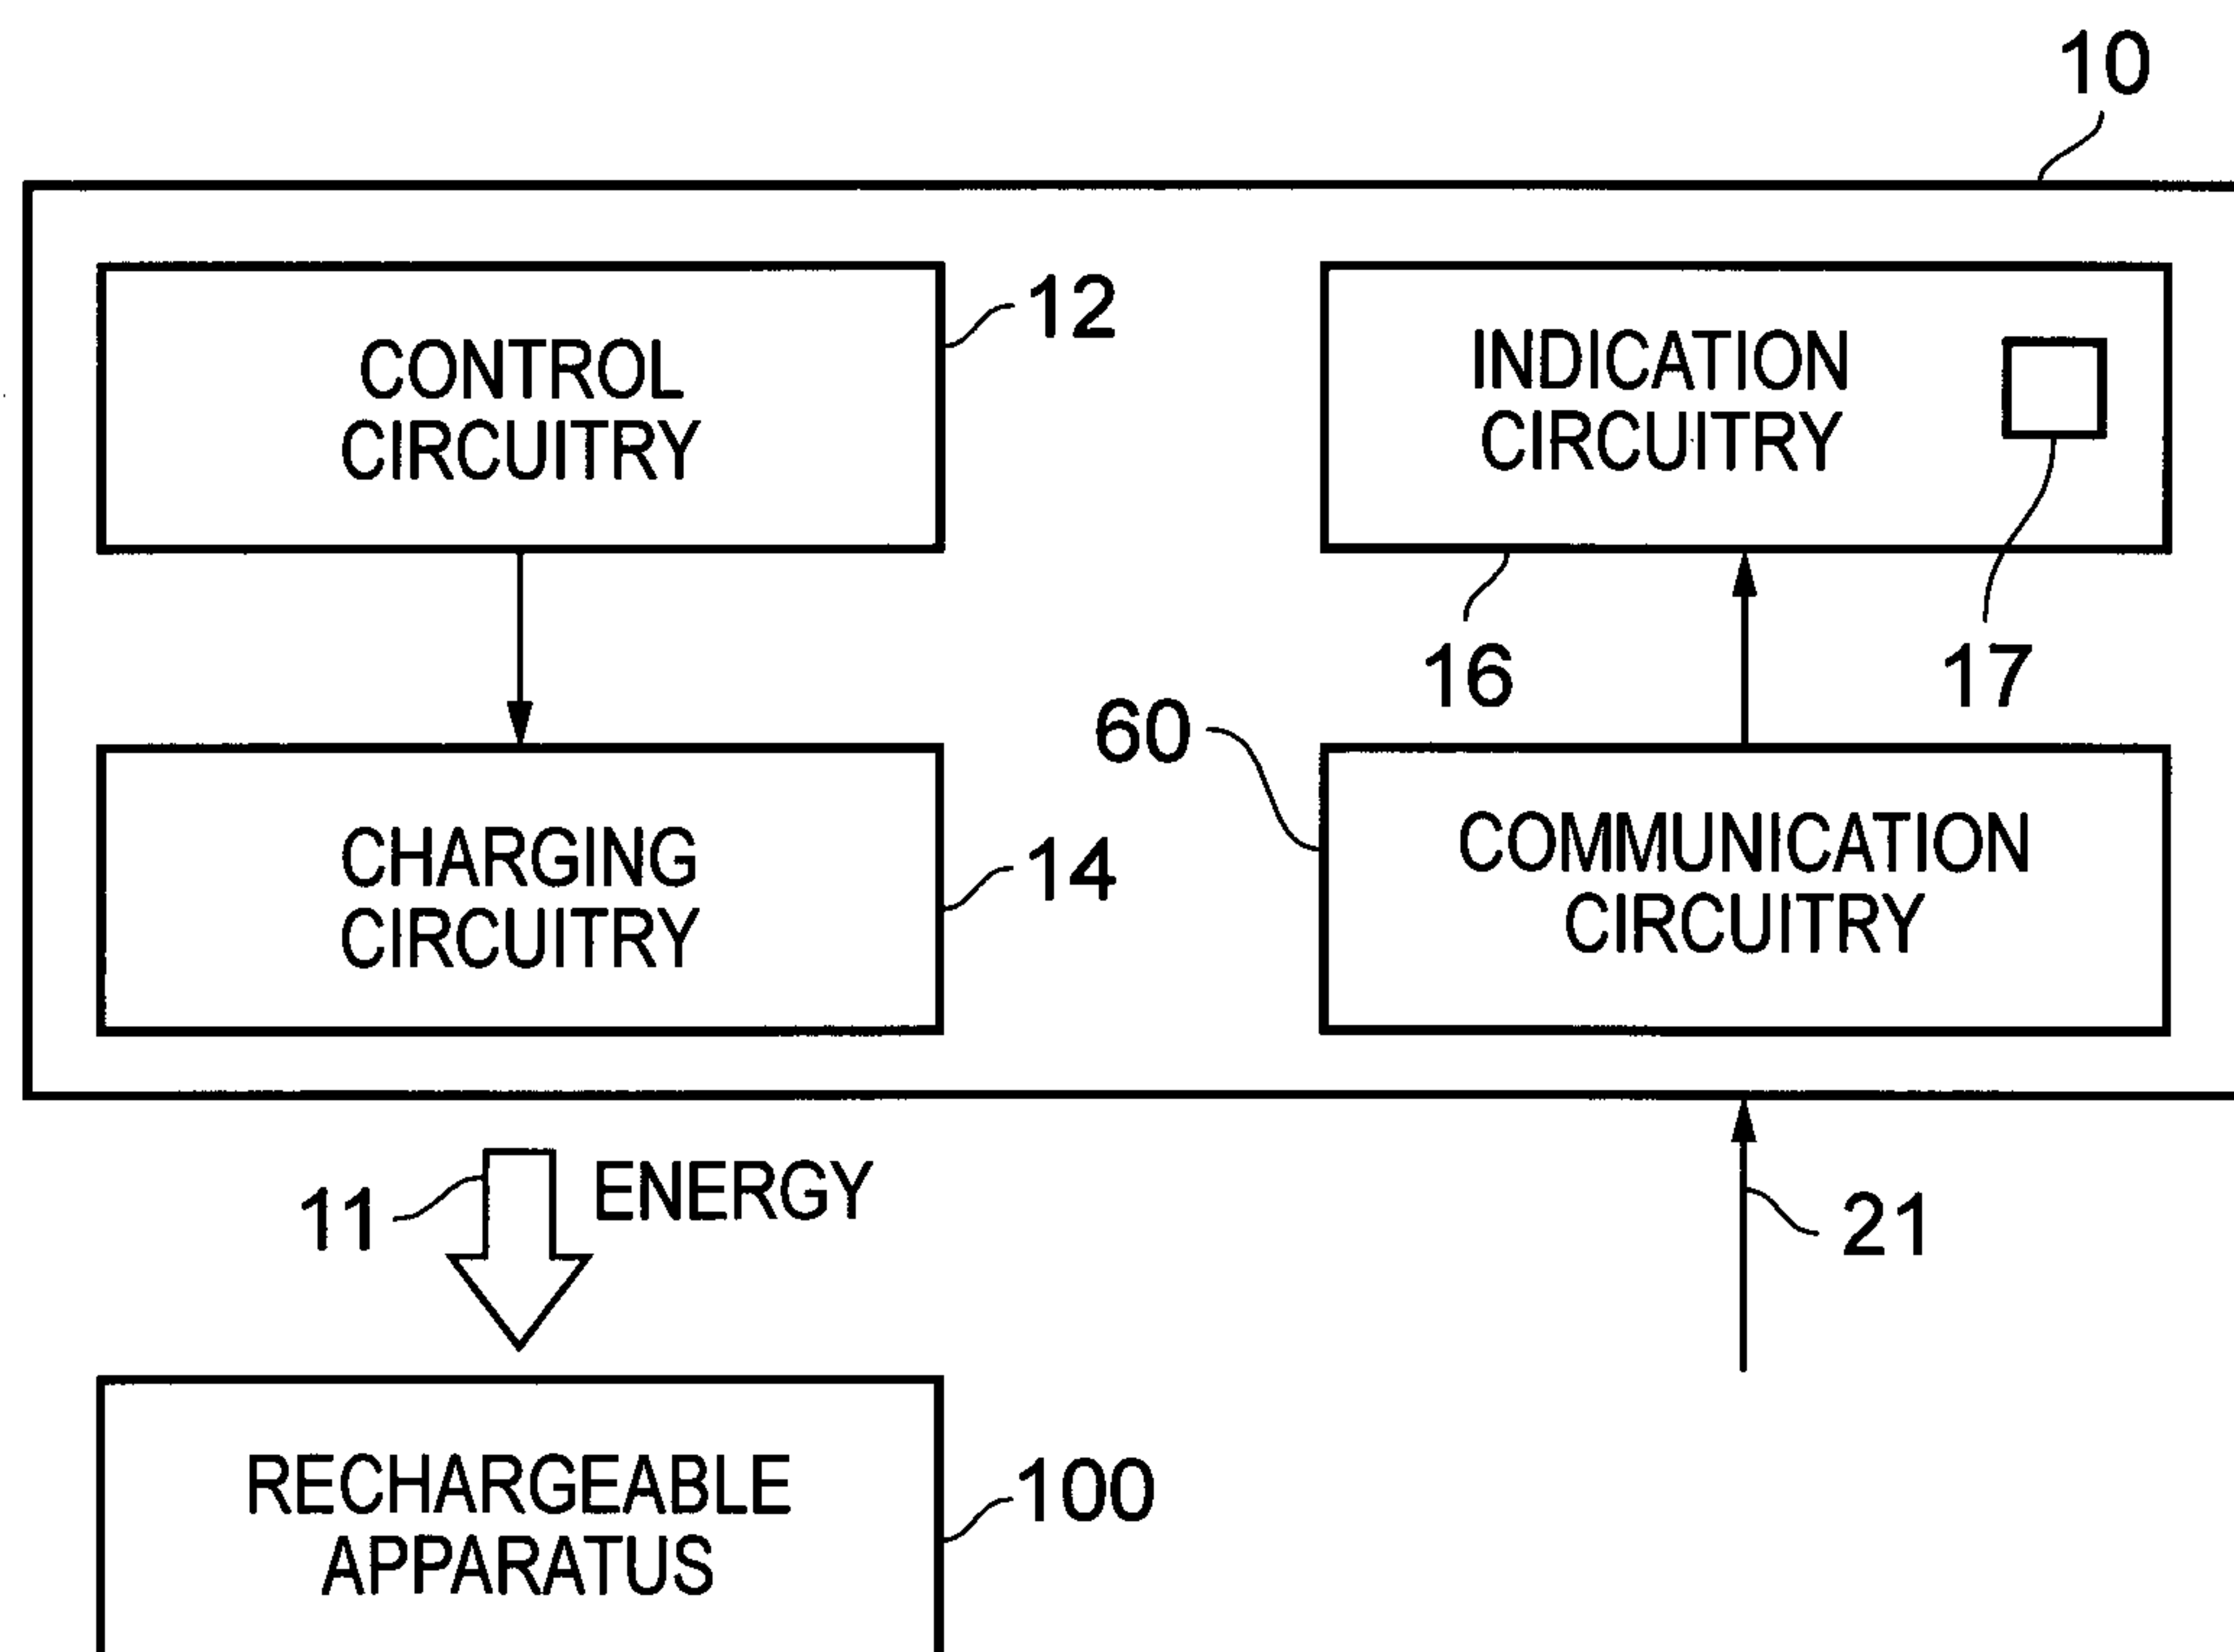 10
CONTROL
CIRCUITRY
12
INDICATION
CIRCUITRY
16
17
60
CHARGING
CIRCUITRY
14
COMMUNICATION
CIRCUITRY
11
ENERGY
21
RECHARGEABLE
APPARATUS
100